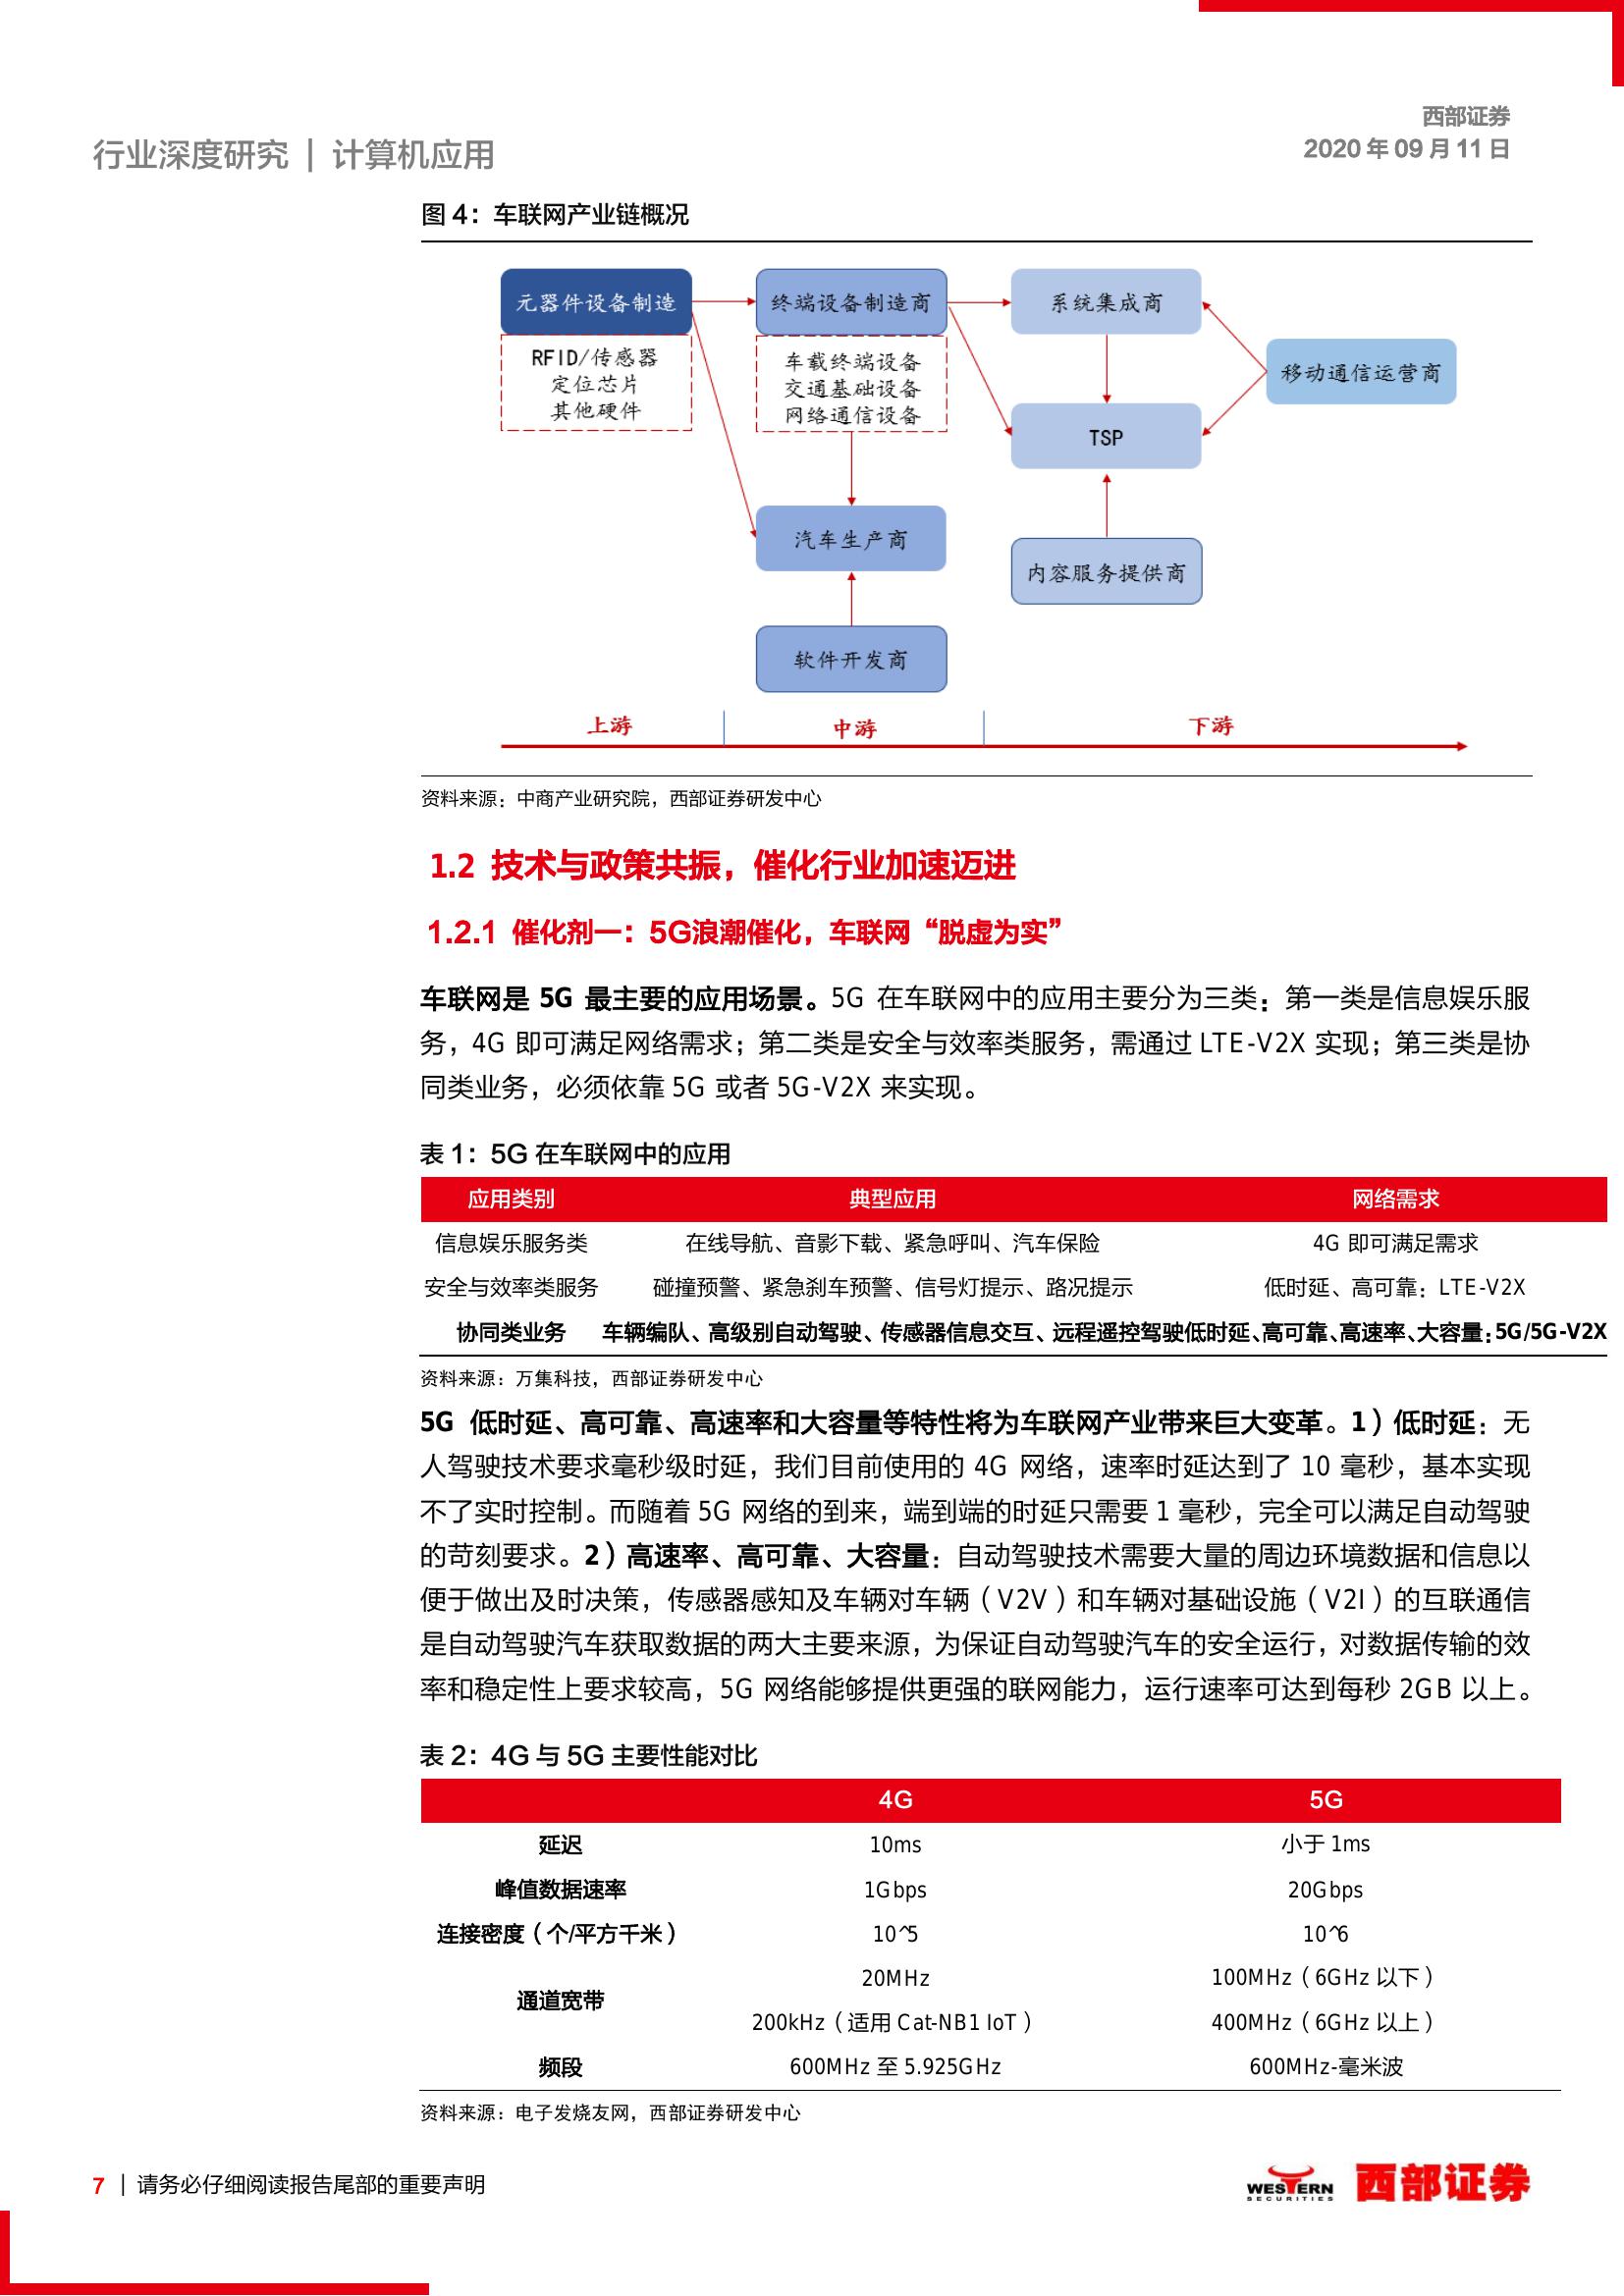 西部证券
行业深度研究 | 计算机应用
2020 年 09 月 11 日
图 4：车联网产业链概况
元器件设备制造
RFID/传感器
定位芯片
其他硬件
终端设备制造商
车载终端设备
交通基础设备
网络通信设备
系统集成商
移动通信运营商
TSP
汽车生产商
内容服务提供商
软件开发商
上游
中游
下游
资料来源：中商产业研究院，西部证券研发中心
1.2 技术与政策共振，催化行业加速迈进
1.2.1 催化剂一：5G浪潮催化，车联网“脱虚为实”
车联网是 5G 最主要的应用场景。5G 在车联网中的应用主要分为三类：第一类是信息娱乐服
务，4G 即可满足网络需求；第二类是安全与效率类服务，需通过 LTE-V2X 实现；第三类是协
同类业务，必须依靠 5G 或者 5G-V2X 来实现。
表 1：5G 在车联网中的应用
应用类别 典型应用 网络需求
信息娱乐服务类 在线导航、音影下载、紧急呼叫、汽车保险 4G 即可满足需求
安全与效率类服务 碰撞预警、紧急刹车预警、信号灯提示、路况提示 低时延、高可靠：LTE-V2X
协同类业务 车辆编队、高级别自动驾驶、传感器信息交互、远程遥控驾驶 低时延、高可靠、高速率、大容量：5G/5G-V2X
资料来源：万集科技，西部证券研发中心
5G 低时延、高可靠、高速率和大容量等特性将为车联网产业带来巨大变革。1）低时延：无
人驾驶技术要求毫秒级时延，我们目前使用的 4G 网络，速率时延达到了 10 毫秒，基本实现
不了实时控制。而随着 5G 网络的到来，端到端的时延只需要 1 毫秒，完全可以满足自动驾驶
的苛刻要求。2）高速率、高可靠、大容量：自动驾驶技术需要大量的周边环境数据和信息以
便于做出及时决策，传感器感知及车辆对车辆（V2V）和车辆对基础设施（V2I）的互联通信
是自动驾驶汽车获取数据的两大主要来源，为保证自动驾驶汽车的安全运行，对数据传输的效
率和稳定性上要求较高，5G 网络能够提供更强的联网能力，运行速率可达到每秒 2GB 以上。
表 2：4G 与 5G 主要性能对比
4G 5G
延迟 10ms 小于 1ms
峰值数据速率 1Gbps 20Gbps
连接密度（个/平方千米） 10^5 10^6
通道宽带 20MHz 100MHz（6GHz 以下）
200kHz（适用 Cat-NB1 IoT） 400MHz（6GHz 以上）
频段 600MHz 至 5.925GHz 600MHz-毫米波
资料来源：电子发烧友网，西部证券研发中心
7 | 请务必仔细阅读报告尾部的重要声明
WESTERN
SECURITIES
西部证券